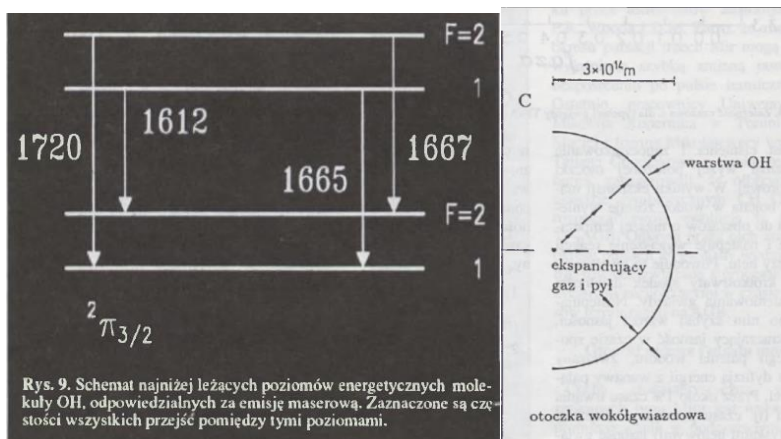 F=2
1
1720
1612
1665
1667
F=2
1
²π₃/₂
Rys. 9. Schemat najniżej leżących poziomów energetycznych mole-
kuły OH, odpowiedzialnych za emisję maserową. Zaznaczone są czę-
stości wszystkich przejść pomiędzy tymi poziomami.
3×10¹⁴m
C
warstwa OH
ekspandujący
gaz i pył
otoczka wokółgwiazdowa